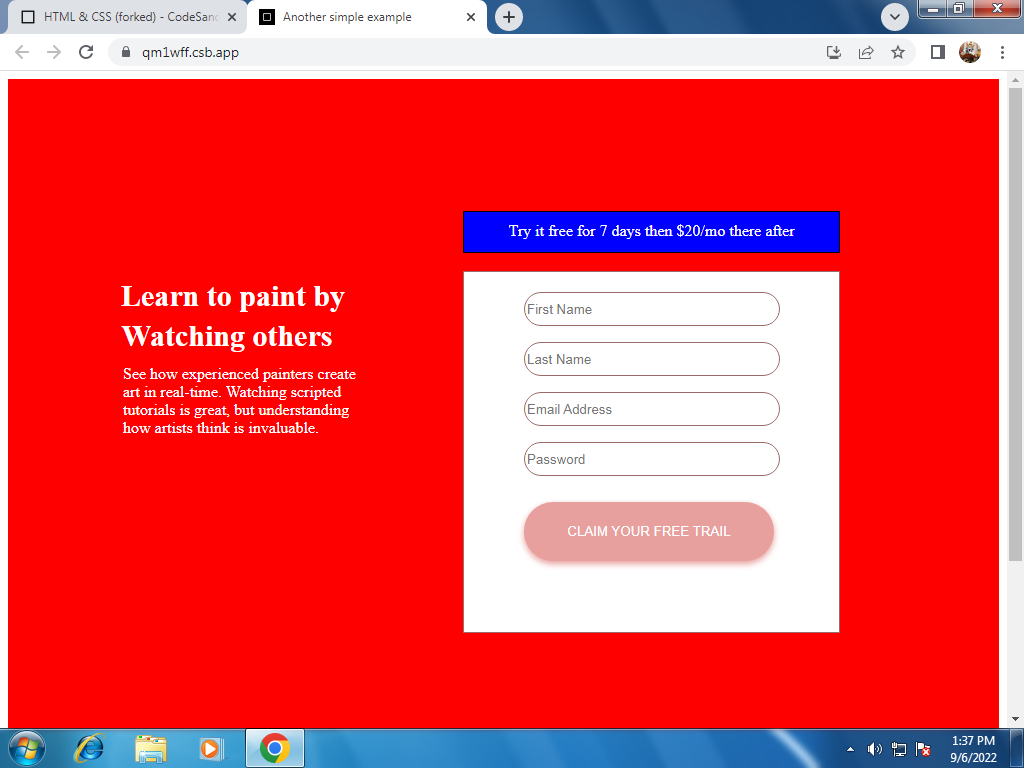 HTML & CSS (forked) - CodeSan
Another simple example
qm1wff.csb.app
Try it free for 7 days then $20/mo there after
Learn to paint by
Watching others
See how experienced painters create
art in real-time. Watching scripted
tutorials is great, but understanding
how artists think is invaluable.
First Name
Last Name
Email Address
Password
CLAIM YOUR FREE TRAIL
1:37 PM
9/6/2022